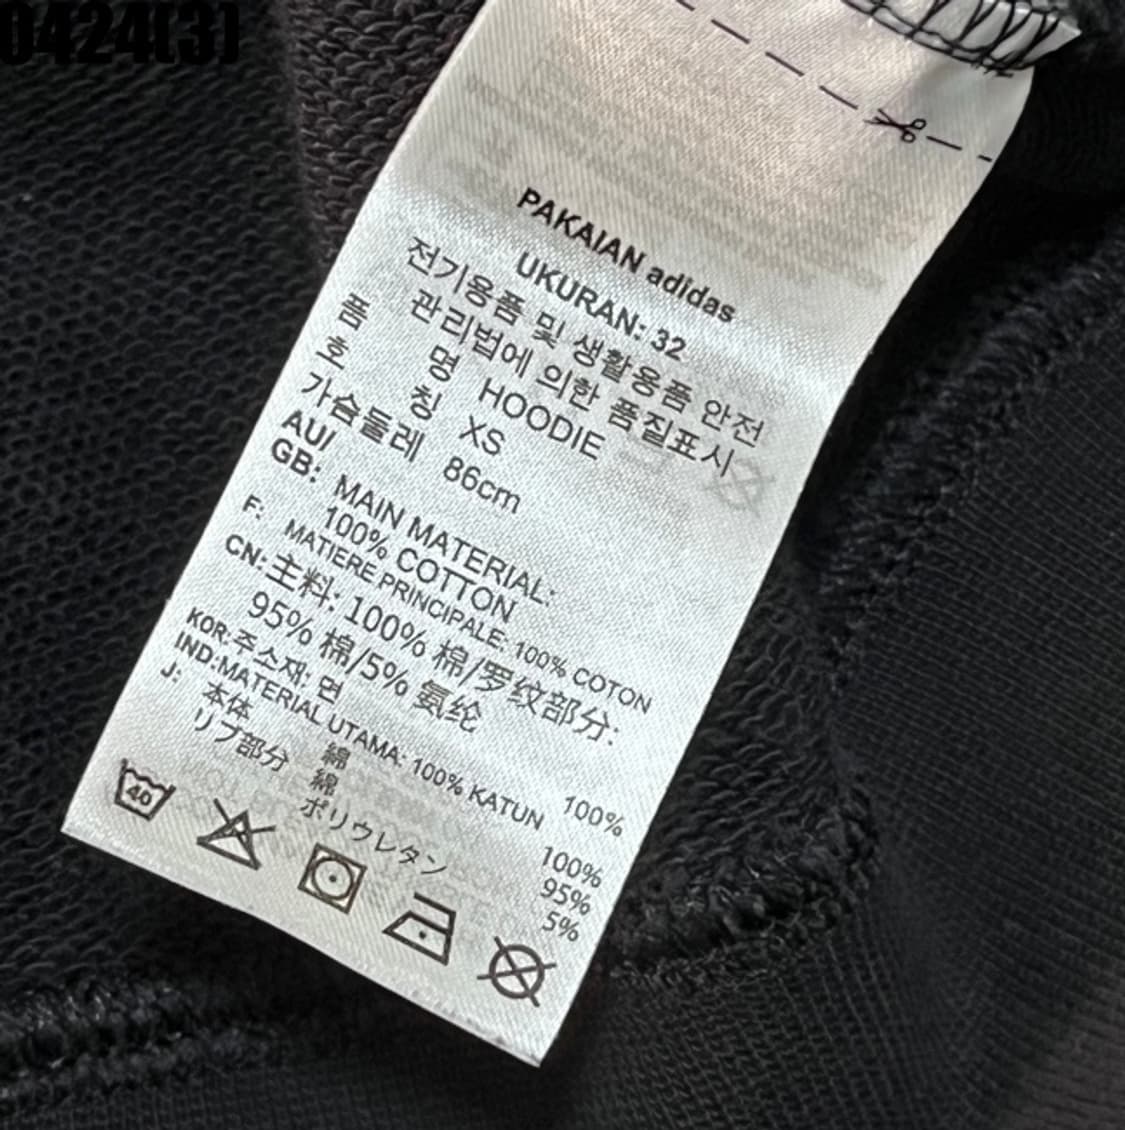 0424(3)
PAKAIAN adidas
UKURAN: 32
전기용품 및 생활용품 안전
관리법에 의한 품질표시
품 명 HOODIE
호 칭 XS
가슴둘레 86cm
AU/
GB: MAIN MATERIAL:
100% COTTON
F: MATIERE PRINCIPALE: 100% COTON
CN: 主料: 100% 棉/罗纹部分:
95% 棉/5% 氨纶
KOR: 주소재: 면 100%
IND: MATERIAL UTAMA: 100% KATUN
J: 本体 綿 100%
リブ部分 綿 95%
ポリウレタン 5%
40